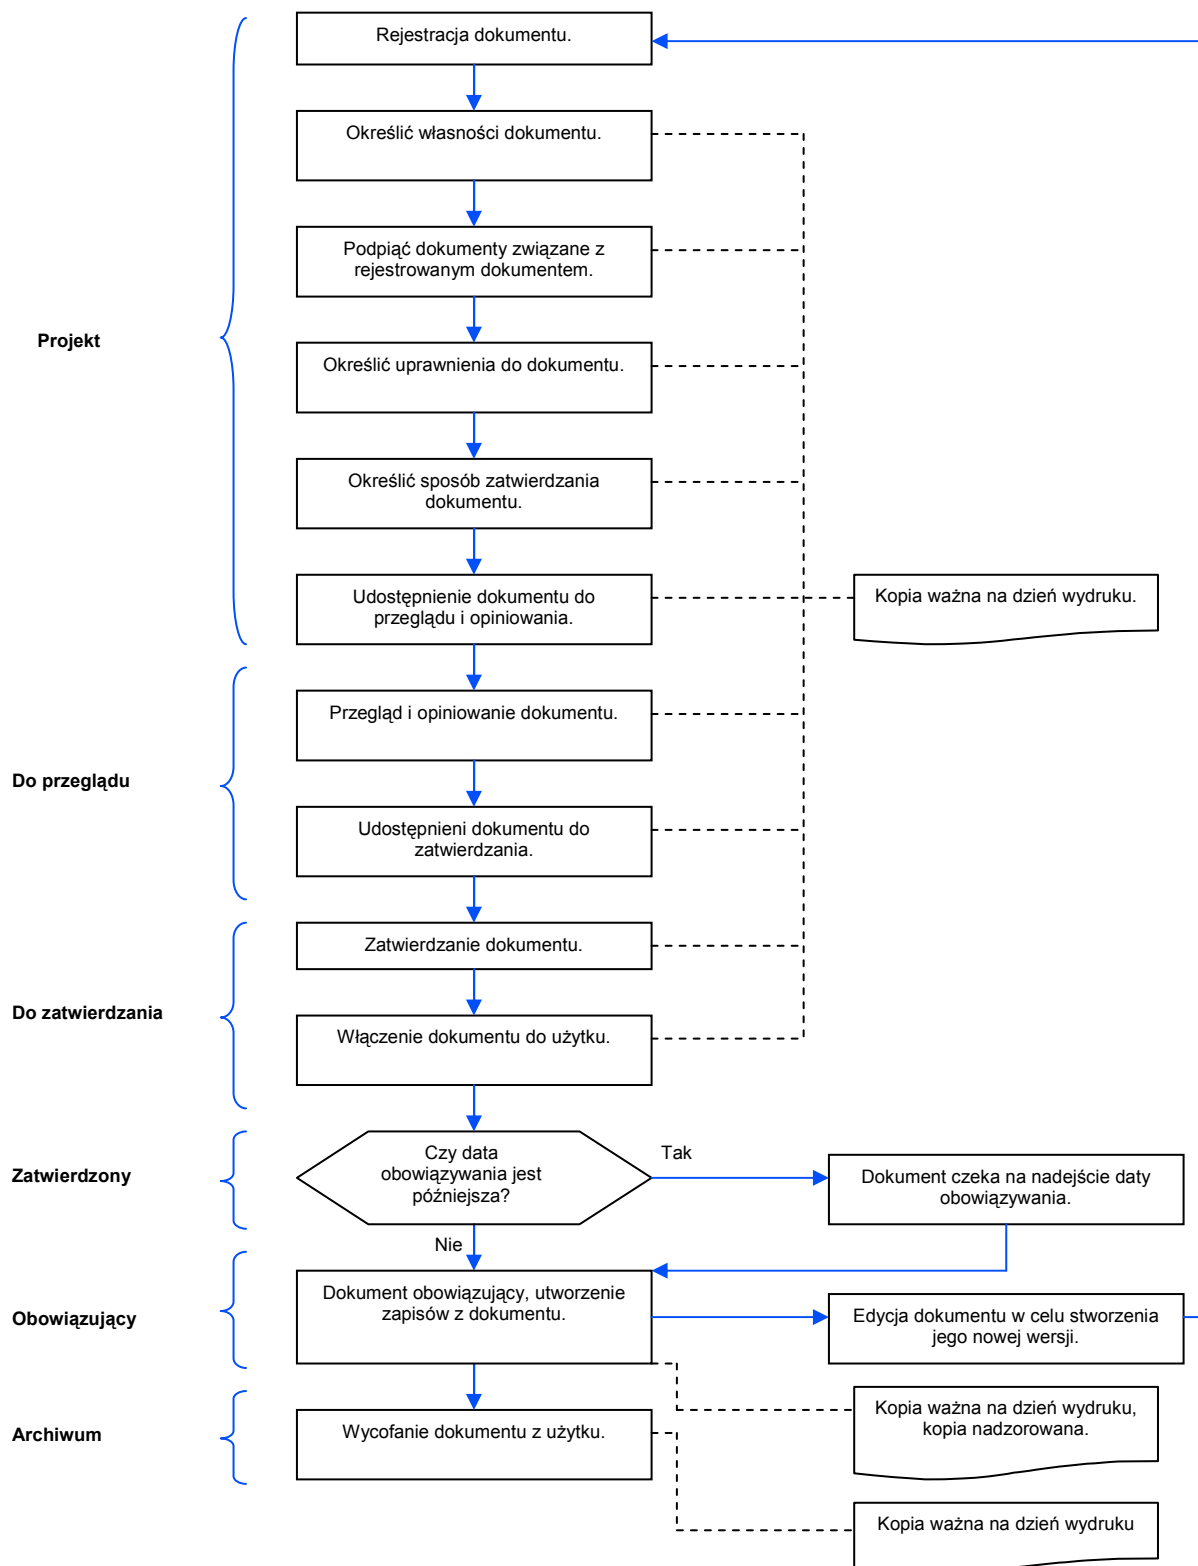 Rejestracja dokumentu.
Określić własności dokumentu.
Podpiąć dokumenty związane z
rejestrowanym dokumentem.
Projekt
Określić uprawnienia do dokumentu.
Określić sposób zatwierdzania
dokumentu.
Udostępnienie dokumentu do
przeglądu i opiniowania.
Kopia ważna na dzień wydruku.
Przegląd i opiniowanie dokumentu.
Do przeglądu
Udostępnieni dokumentu do
zatwierdzania.
Zatwierdzanie dokumentu.
Do zatwierdzania
Włączenie dokumentu do użytku.
Zatwierdzony
Czy data
obowiązywania jest
późniejsza?
Tak
Dokument czeka na nadejście daty
obowiązywania.
Nie
Obowiązujący
Dokument obowiązujący, utworzenie
zapisów z dokumentu.
Edycja dokumentu w celu stworzenia
jego nowej wersji.
Kopia ważna na dzień wydruku,
kopia nadzorowana.
Archiwum
Wycofanie dokumentu z użytku.
Kopia ważna na dzień wydruku